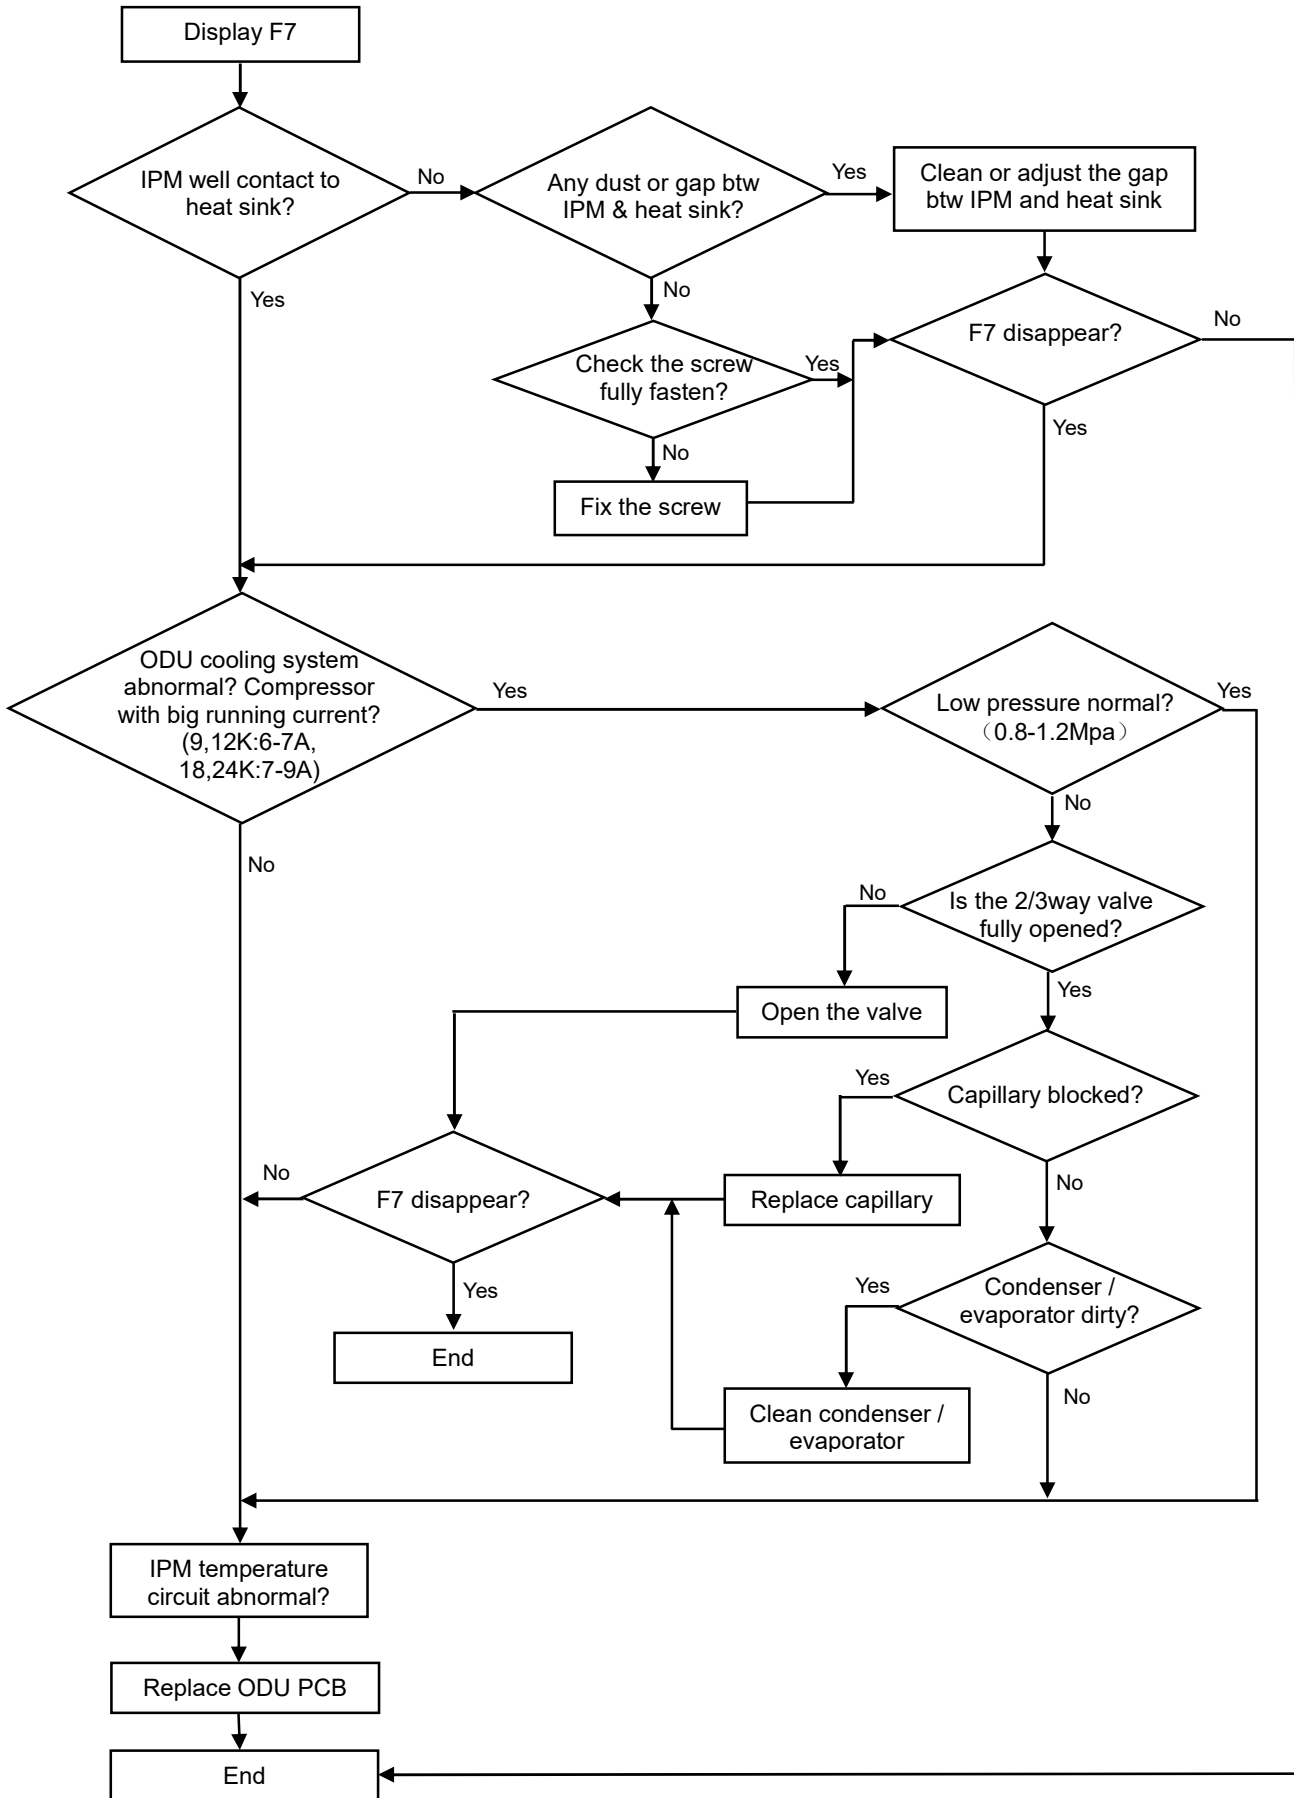 Display F7
IPM well contact to
heat sink?
No
Any dust or gap btw
IPM & heat sink?
Yes
Clean or adjust the gap
btw IPM and heat sink
Yes
No
F7 disappear?
No
Check the screw
fully fasten?
Yes
Yes
No
Fix the screw
ODU cooling system
abnormal? Compressor
with big running current?
(9,12K:6-7A,
18,24K:7-9A)
Yes
Low pressure normal?
（0.8-1.2Mpa）
Yes
No
No
Is the 2/3way valve
fully opened?
No
Yes
Open the valve
Capillary blocked?
Yes
No
Replace capillary
F7 disappear?
No
Yes
End
Condenser /
evaporator dirty?
Yes
No
Clean condenser /
evaporator
IPM temperature
circuit abnormal?
Replace ODU PCB
End